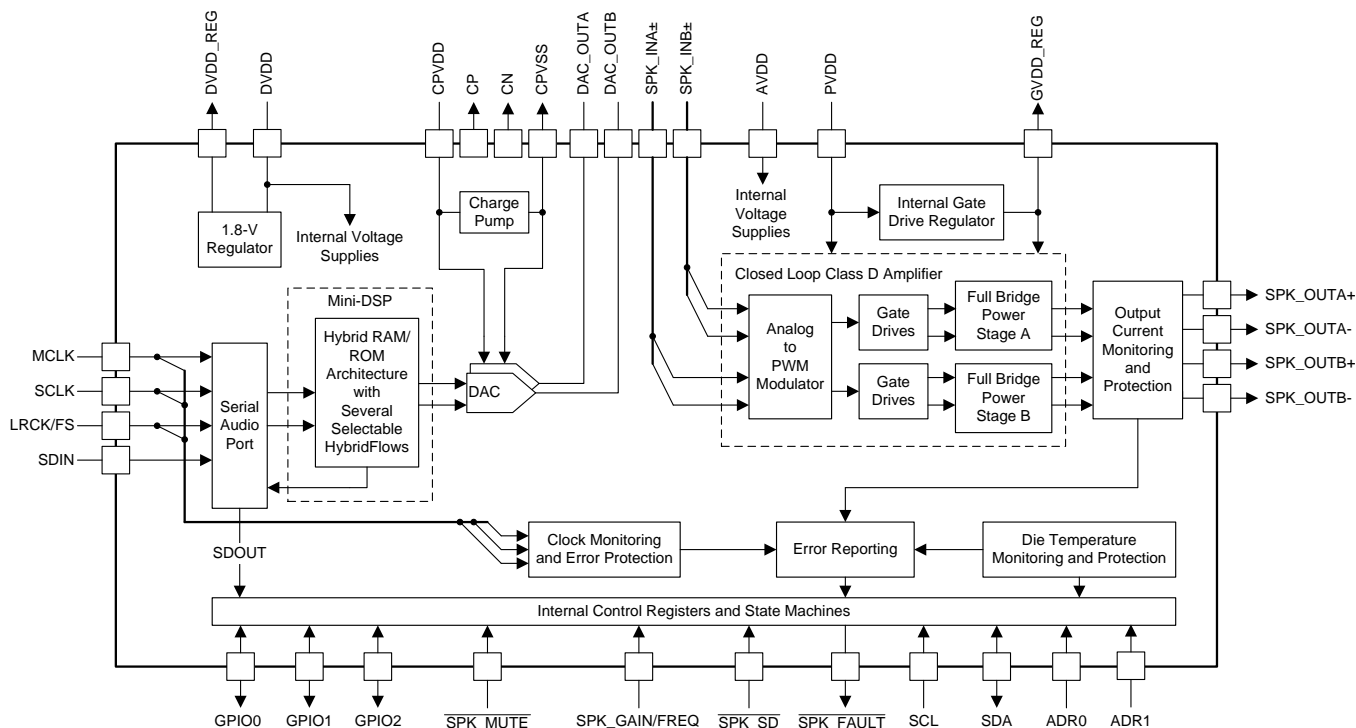 DVDD_REG
DVDD
CPVDD
CP
CN
CPVSS
DAC_OUTA
DAC_OUTB
SPK_INA±
SPK_INB±
AVDD
PVDD
GVDD_REG
1.8-V
Regulator
Internal Voltage
Supplies
Charge
Pump
Internal
Voltage
Supplies
Internal Gate
Drive Regulator
Closed Loop Class D Amplifier
Mini-DSP
Hybrid RAM/
ROM
Architecture
with
Several
Selectable
HybridFlows
DAC
Analog
to
PWM
Modulator
Gate
Drives
Full Bridge
Power
Stage A
Gate
Drives
Full Bridge
Power
Stage B
Output
Current
Monitoring
and
Protection
SPK_OUTA+
SPK_OUTA-
SPK_OUTB+
SPK_OUTB-
MCLK
SCLK
LRCK/FS
SDIN
Serial
Audio
Port
SDOUT
Clock Monitoring
and Error Protection
Error Reporting
Die Temperature
Monitoring and Protection
Internal Control Registers and State Machines
GPIO0
GPIO1
GPIO2
SPK_MUTE
SPK_GAIN/FREQ
SPK_SD
SPK_FAULT
SCL
SDA
ADR0
ADR1